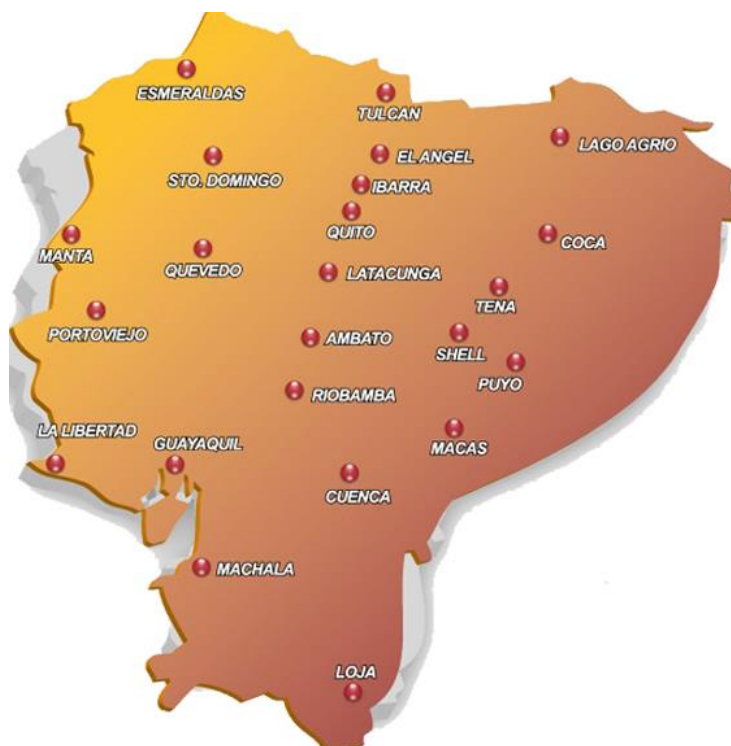 ESMERALDAS
TULCAN
LAGO AGRIO
EL ANGEL
STO. DOMINGO
IBARRA
QUITO
COCA
MANTA
QUEVEDO
LATACUNGA
TENA
PORTOVIEJO
AMBATO
SHELL
PUYO
RIOBAMBA
LA LIBERTAD
GUAYAQUIL
MACAS
CUENCA
MACHALA
LOJA